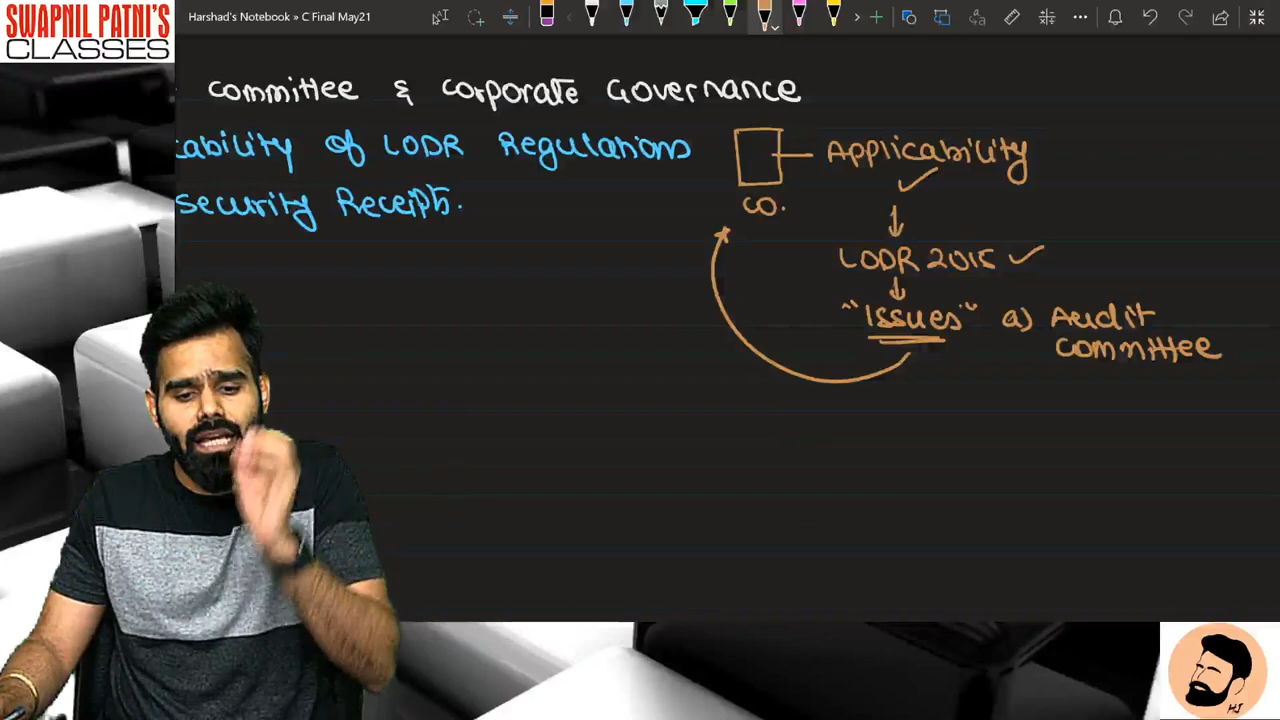 SWAPNIL PATNI'S
CLASSES
Harshad's Notebook » C Final May21
Committee & Corporate Governance
cability of LODR Regulations
security Receipts.
CO.
Applicability
LODR 2015
"Issues" a) Audit
Committee
HJ